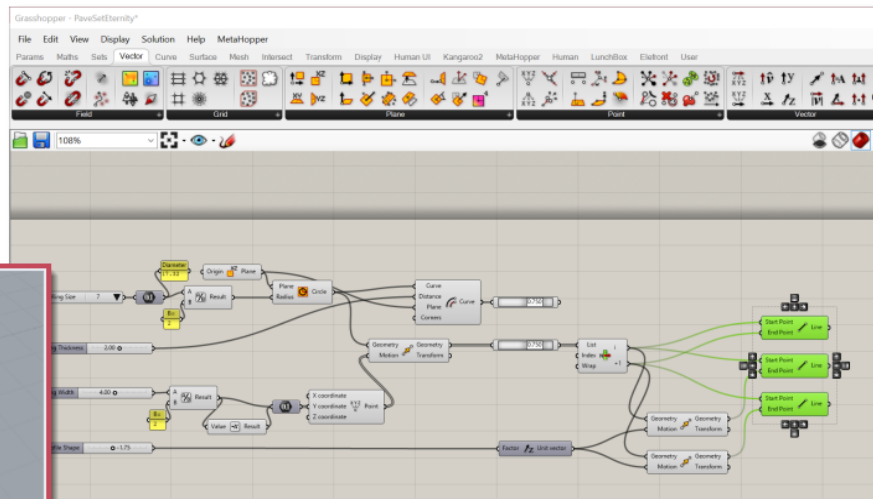 Grasshopper - PaveSetEternity*
File Edit View Display Solution Help MetaHopper
Params Maths Sets Vector Curve Surface Mesh Intersect Transform Display Human UI Kangaroo2 MetaHopper Human LunchBox Elefront User
Field Grid Plane Point Vector
108%
Diameter
17.32
Origin Plane
Ring Size 7
A
B
Result
B=
2
Plane
Radius
Circle
Curve
Distance
Plane
Corners
Curve
0.750
Thickness 2.00
Geometry
Motion
Geometry
Transform
0.750
List
Index
Wrap
i
+1
Start Point
End Point
Line
Start Point
End Point
Line
Start Point
End Point
Line
Width 4.00
A
B
Result
B=
2
Value Result
X coordinate
Y coordinate
Z coordinate
Point
Geometry
Motion
Geometry
Transform
Shape -1.75
Factor Unit vector
Geometry
Motion
Geometry
Transform